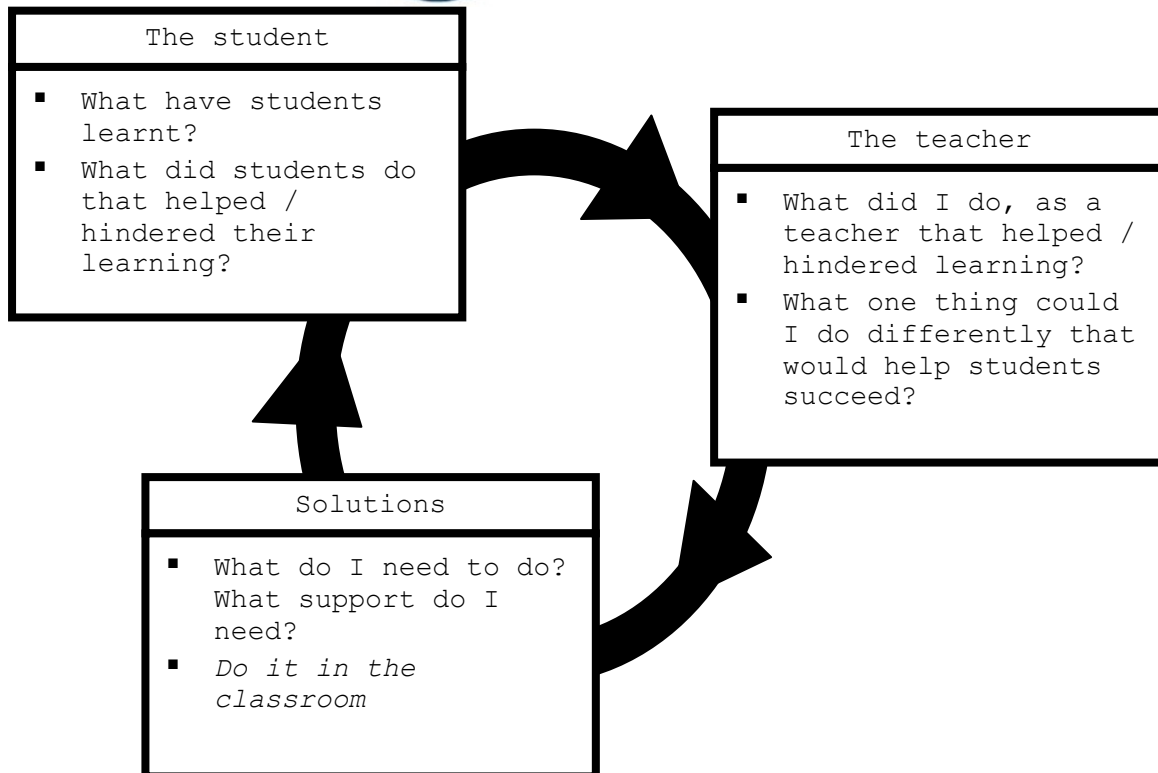 The student
▪ What have students
learnt?
▪ What did students do
that helped /
hindered their
learning?
The teacher
▪ What did I do, as a
teacher that helped /
hindered learning?
▪ What one thing could
I do differently that
would help students
succeed?
Solutions
▪ What do I need to do?
What support do I
need?
▪ Do it in the
classroom